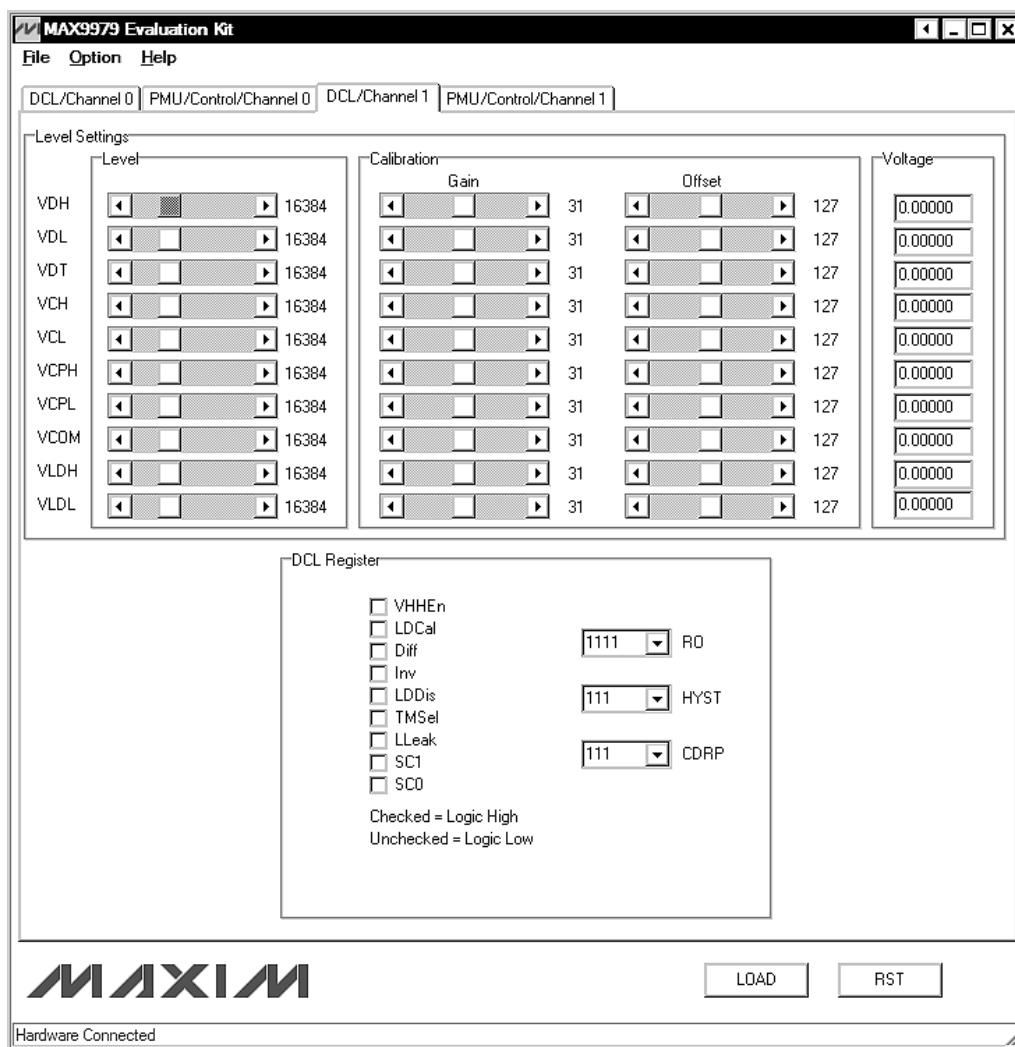 MAX9979 Evaluation Kit
File Option Help
DCL/Channel 0 PMU/Control/Channel 0 DCL/Channel 1 PMU/Control/Channel 1
Level Settings
Level Calibration Voltage
Gain Offset
VDH 16384 31 127 0.00000
VDL 16384 31 127 0.00000
VDT 16384 31 127 0.00000
VCH 16384 31 127 0.00000
VCL 16384 31 127 0.00000
VCPH 16384 31 127 0.00000
VCPL 16384 31 127 0.00000
VCOM 16384 31 127 0.00000
VLDH 16384 31 127 0.00000
VLDL 16384 31 127 0.00000
DCL Register
VHHEn
LDCal
Diff
Inv
LDDis
TMSel
LLeak
SC1
SC0
1111 RO
111 HYST
111 CDRP
Checked = Logic High
Unchecked = Logic Low
MAXIM
LOAD RST
Hardware Connected